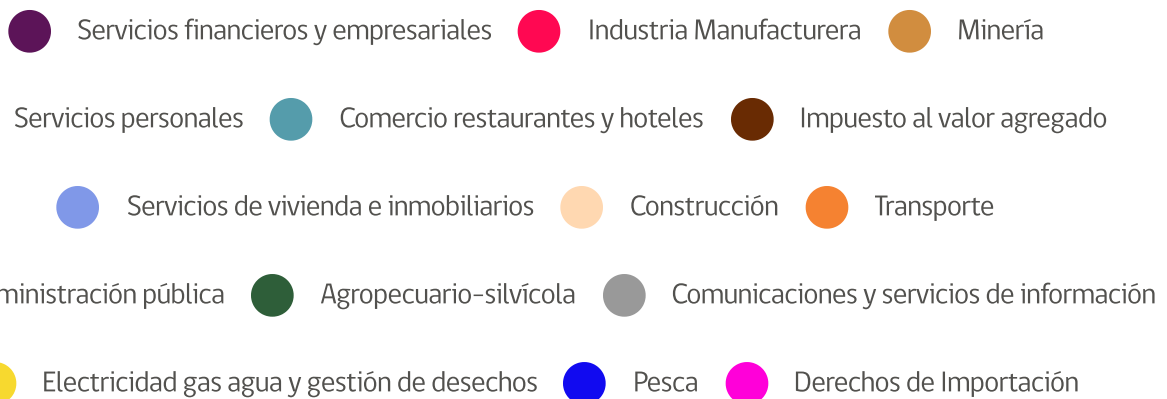 Servicios financieros y empresariales Industria Manufacturera Minería
Servicios personales Comercio restaurantes y hoteles Impuesto al valor agregado
Servicios de vivienda e inmobiliarios Construcción Transporte
ministración pública Agropecuario-silvícola Comunicaciones y servicios de información
Electricidad gas agua y gestión de desechos Pesca Derechos de Importación